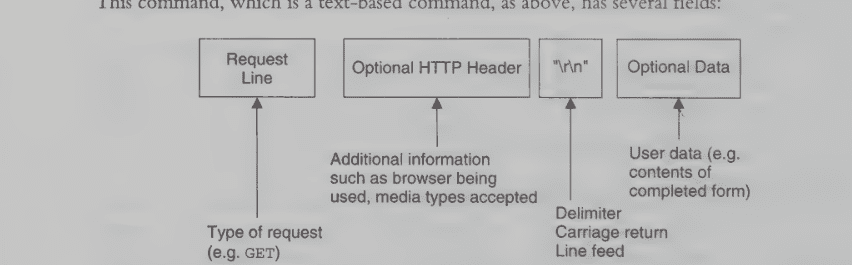 This command, which is a text-based command, as above, has several fields:
Request
Line
Optional HTTP Header
"\r\n"
Optional Data
Additional information
such as browser being
used, media types accepted
User data (e.g.
contents of
completed form)
Type of request
(e.g. GET)
Delimiter
Carriage return
Line feed